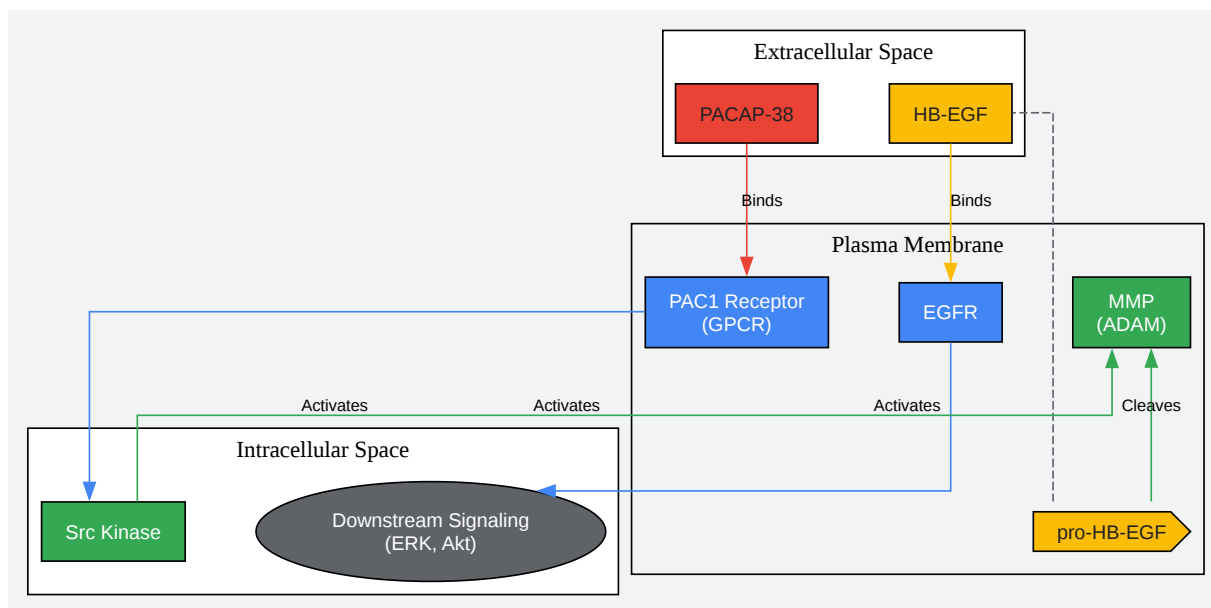 Extracellular Space
PACAP-38
HB-EGF
Binds
Binds
Plasma Membrane
PAC1 Receptor
(GPCR)
EGFR
MMP
(ADAM)
Activates
Activates
Activates
Cleaves
Intracellular Space
Src Kinase
Downstream Signaling
(ERK, Akt)
pro-HB-EGF